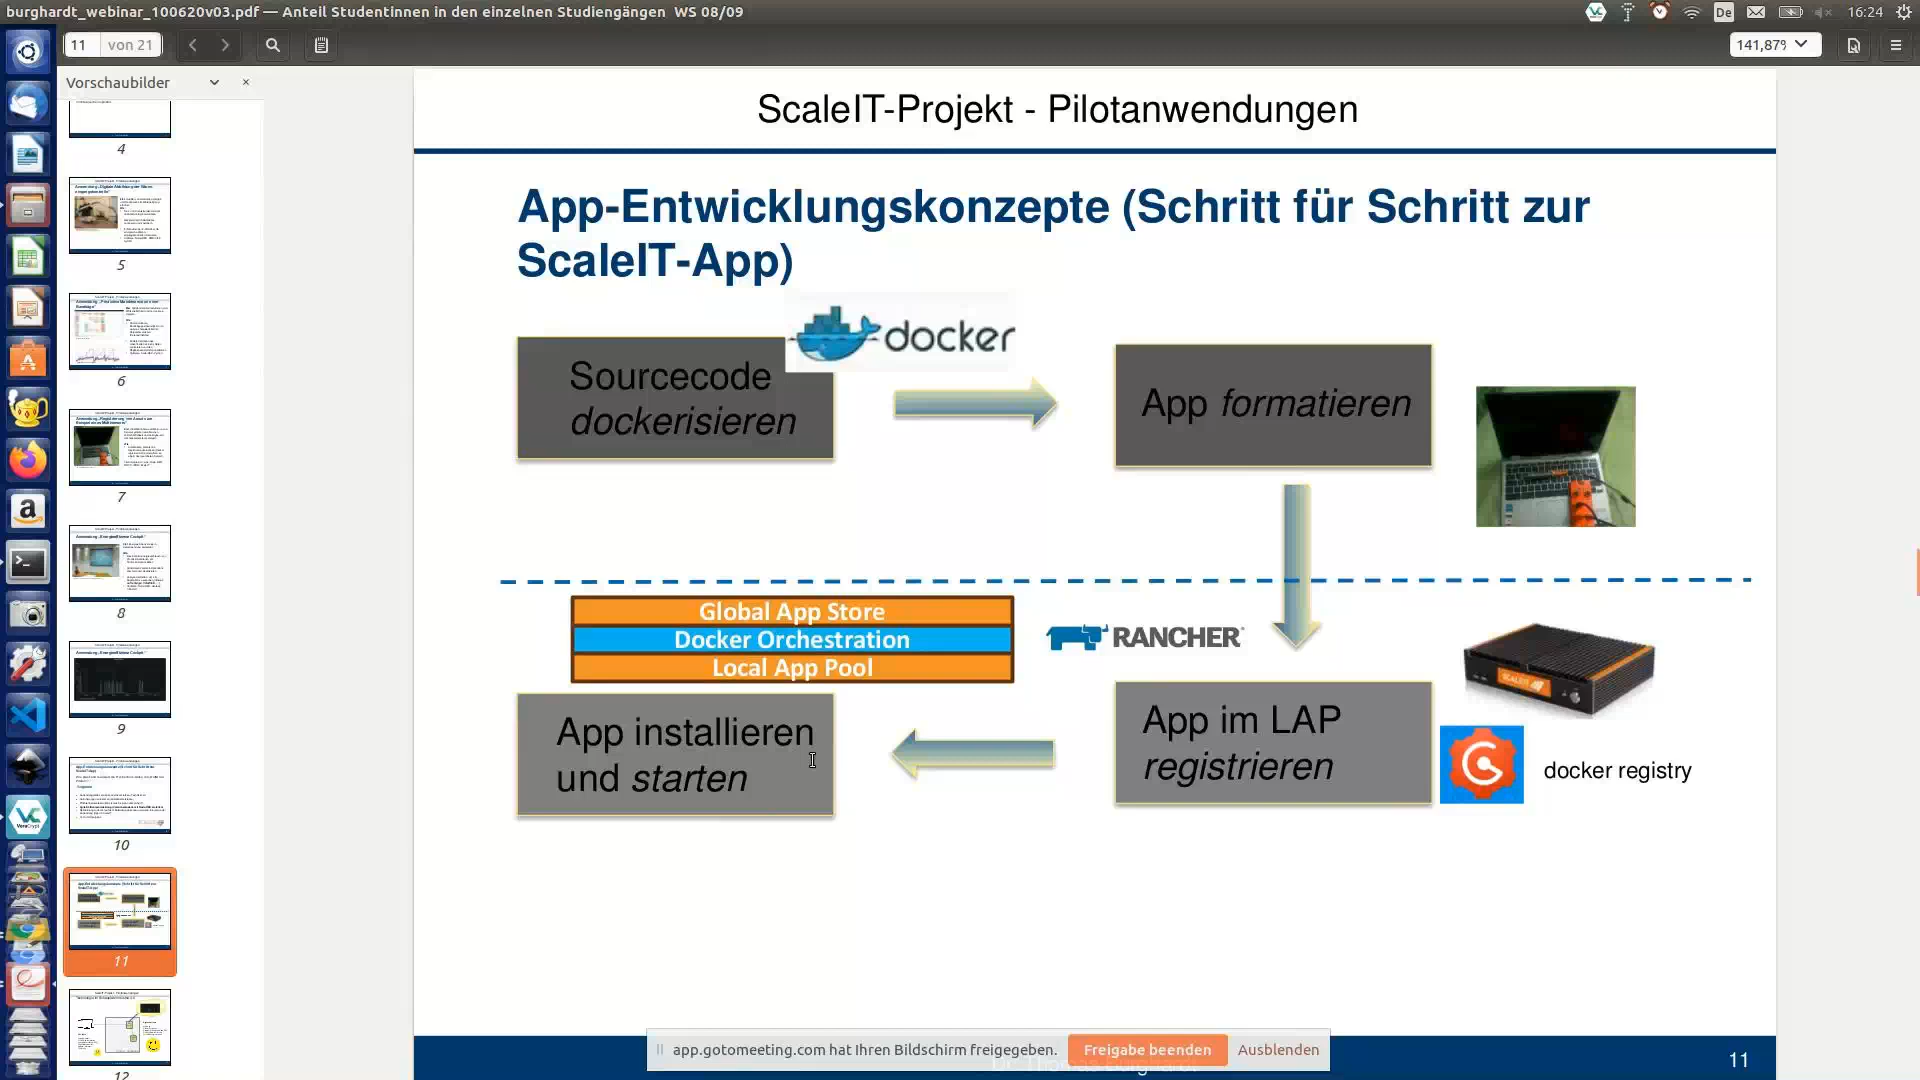 burghardt_webinar_100620v03.pdf — Anteil Studentinnen in den einzelnen Studiengängen WS 08/09
De
16:24
11 von 21
141,87%
Vorschaubilder
ScaleIT-Projekt - Pilotanwendungen
App-Entwicklungskonzepte (Schritt für Schritt zur
ScaleIT-App)
docker
Sourcecode
dockerisieren
App formatieren
Global App Store
Docker Orchestration
Local App Pool
RANCHER
App installieren
und starten
App im LAP
registrieren
SCALEIT
docker registry
4
5
6
7
8
9
10
11
12
app.gotomeeting.com hat Ihren Bildschirm freigegeben.
Freigabe beenden
Ausblenden
11